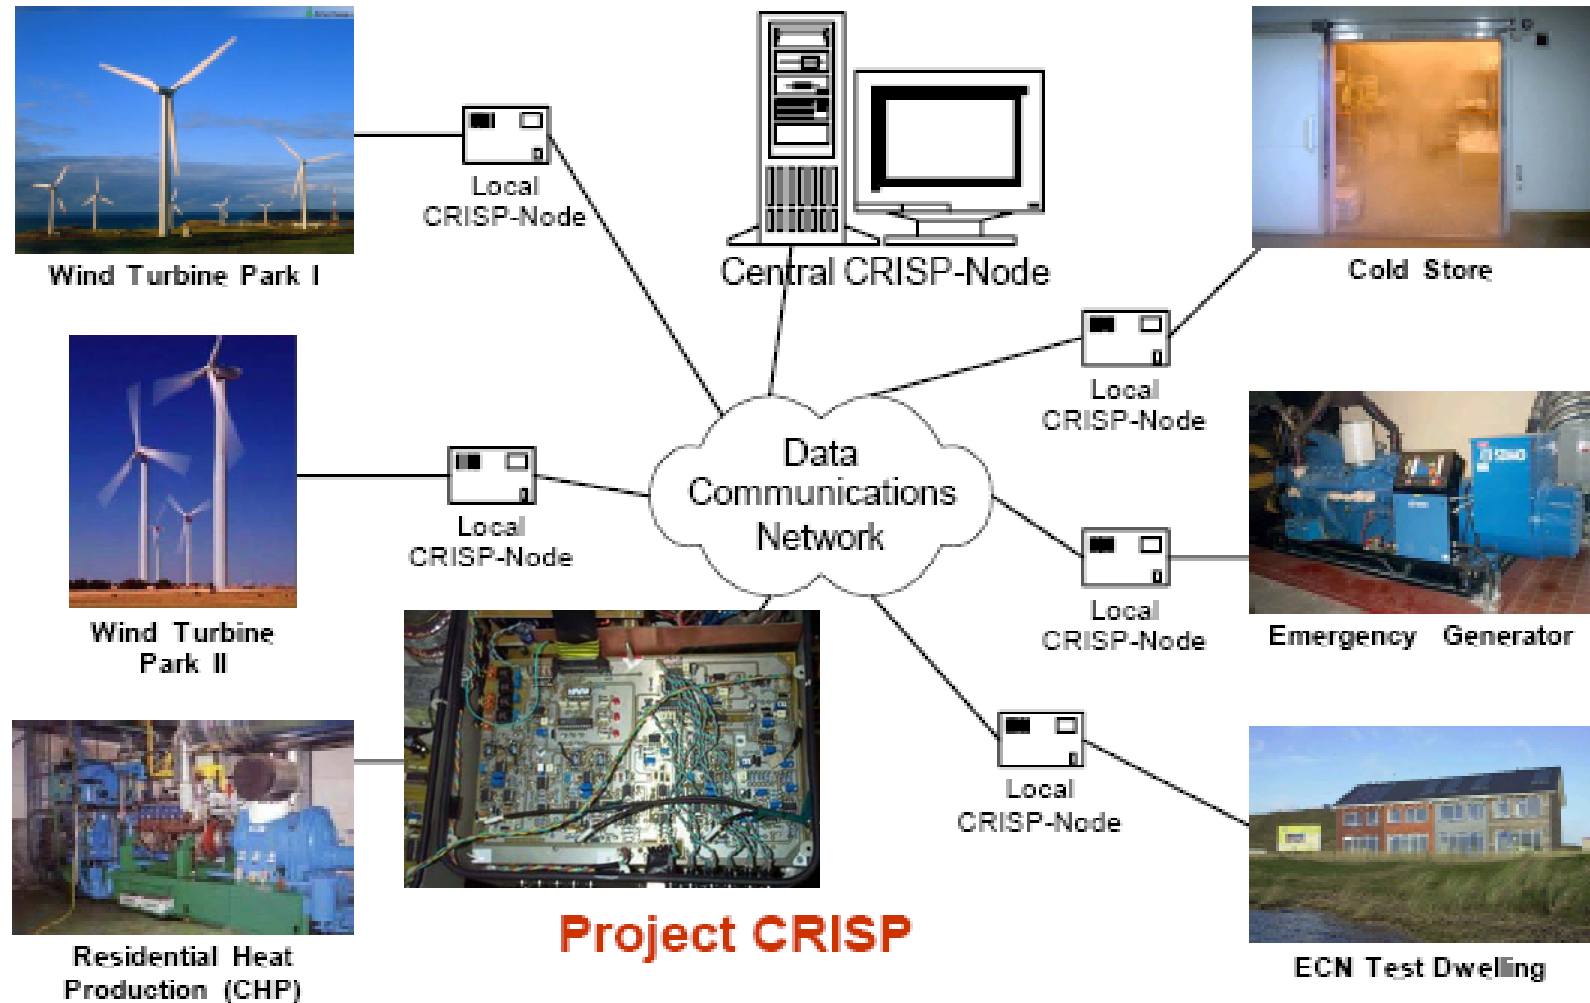 Local
CRISP-Node
Wind Turbine Park I
Central CRISP-Node
Cold Store
Local
CRISP-Node
Data
Communications
Network
Local
CRISP-Node
Wind Turbine
Park II
SDMO
Local
CRISP-Node
Emergency Generator
Local
CRISP-Node
Project CRISP
Residential Heat
Production (CHP)
ECN Test Dwelling